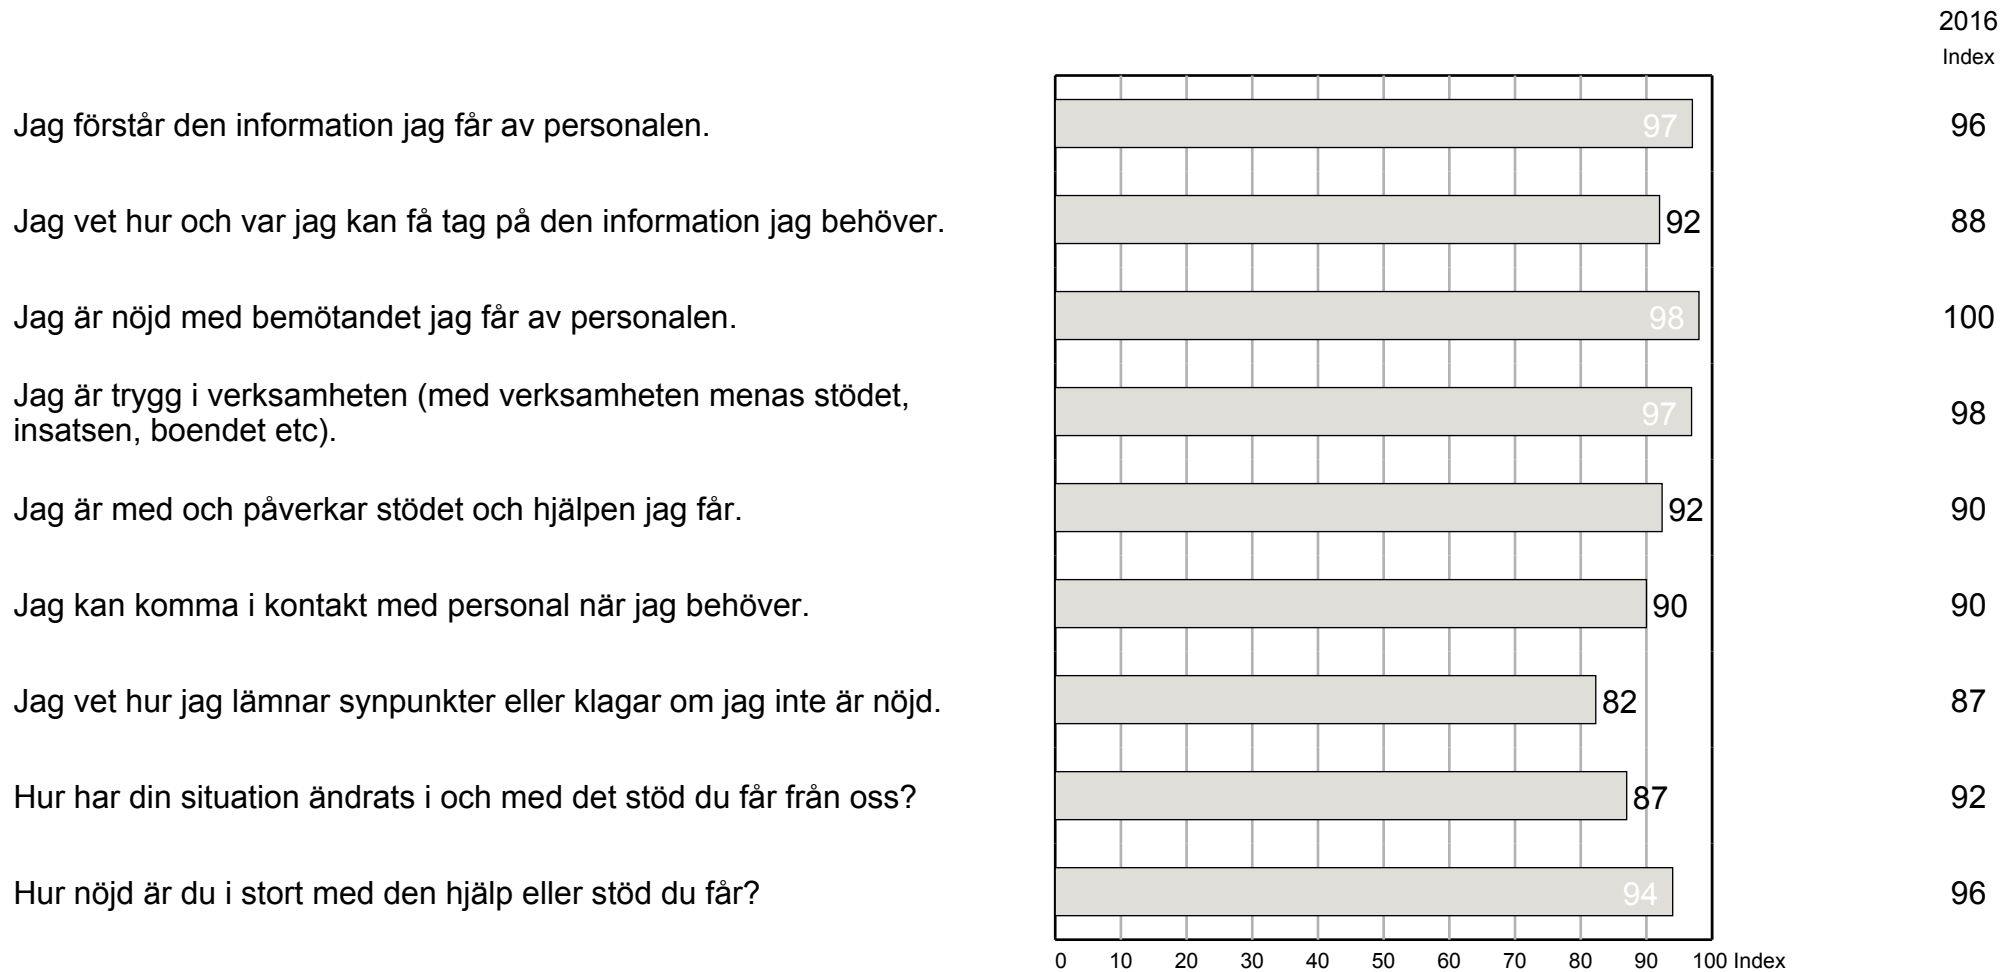 2016
Index
Jag förstår den information jag får av personalen. 97 96
Jag vet hur och var jag kan få tag på den information jag behöver. 92 88
Jag är nöjd med bemötandet jag får av personalen. 98 100
Jag är trygg i verksamheten (med verksamheten menas stödet,
insatsen, boendet etc). 97 98
Jag är med och påverkar stödet och hjälpen jag får. 92 90
Jag kan komma i kontakt med personal när jag behöver. 90 90
Jag vet hur jag lämnar synpunkter eller klagar om jag inte är nöjd. 82 87
Hur har din situation ändrats i och med det stöd du får från oss? 87 92
Hur nöjd är du i stort med den hjälp eller stöd du får? 94 96
0 10 20 30 40 50 60 70 80 90 100 Index